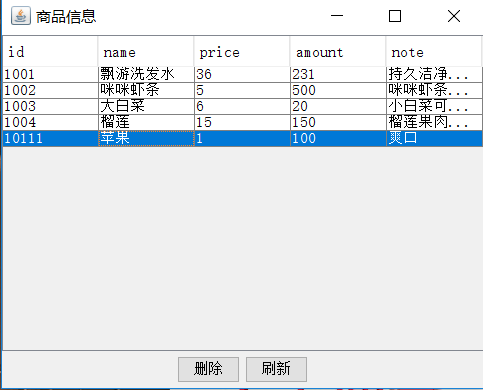 商品信息
id name price amount note
1001 飘游洗发水 36 231 持久洁净...
1002 咪咪虾条 5 500 咪咪虾条...
1003 大白菜 6 20 小白菜可...
1004 榴莲 15 150 榴莲果肉...
10111 苹果 1 100 爽口
删除 刷新